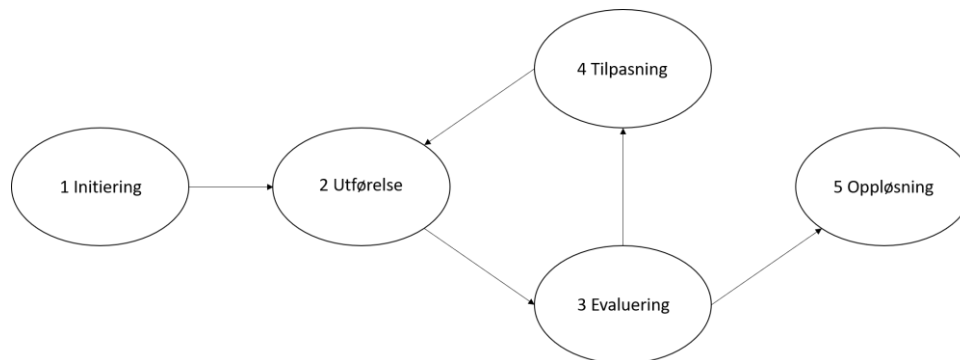 1 Initiering
2 Utførelse
3 Evaluering
4 Tilpasning
5 Oppløsning